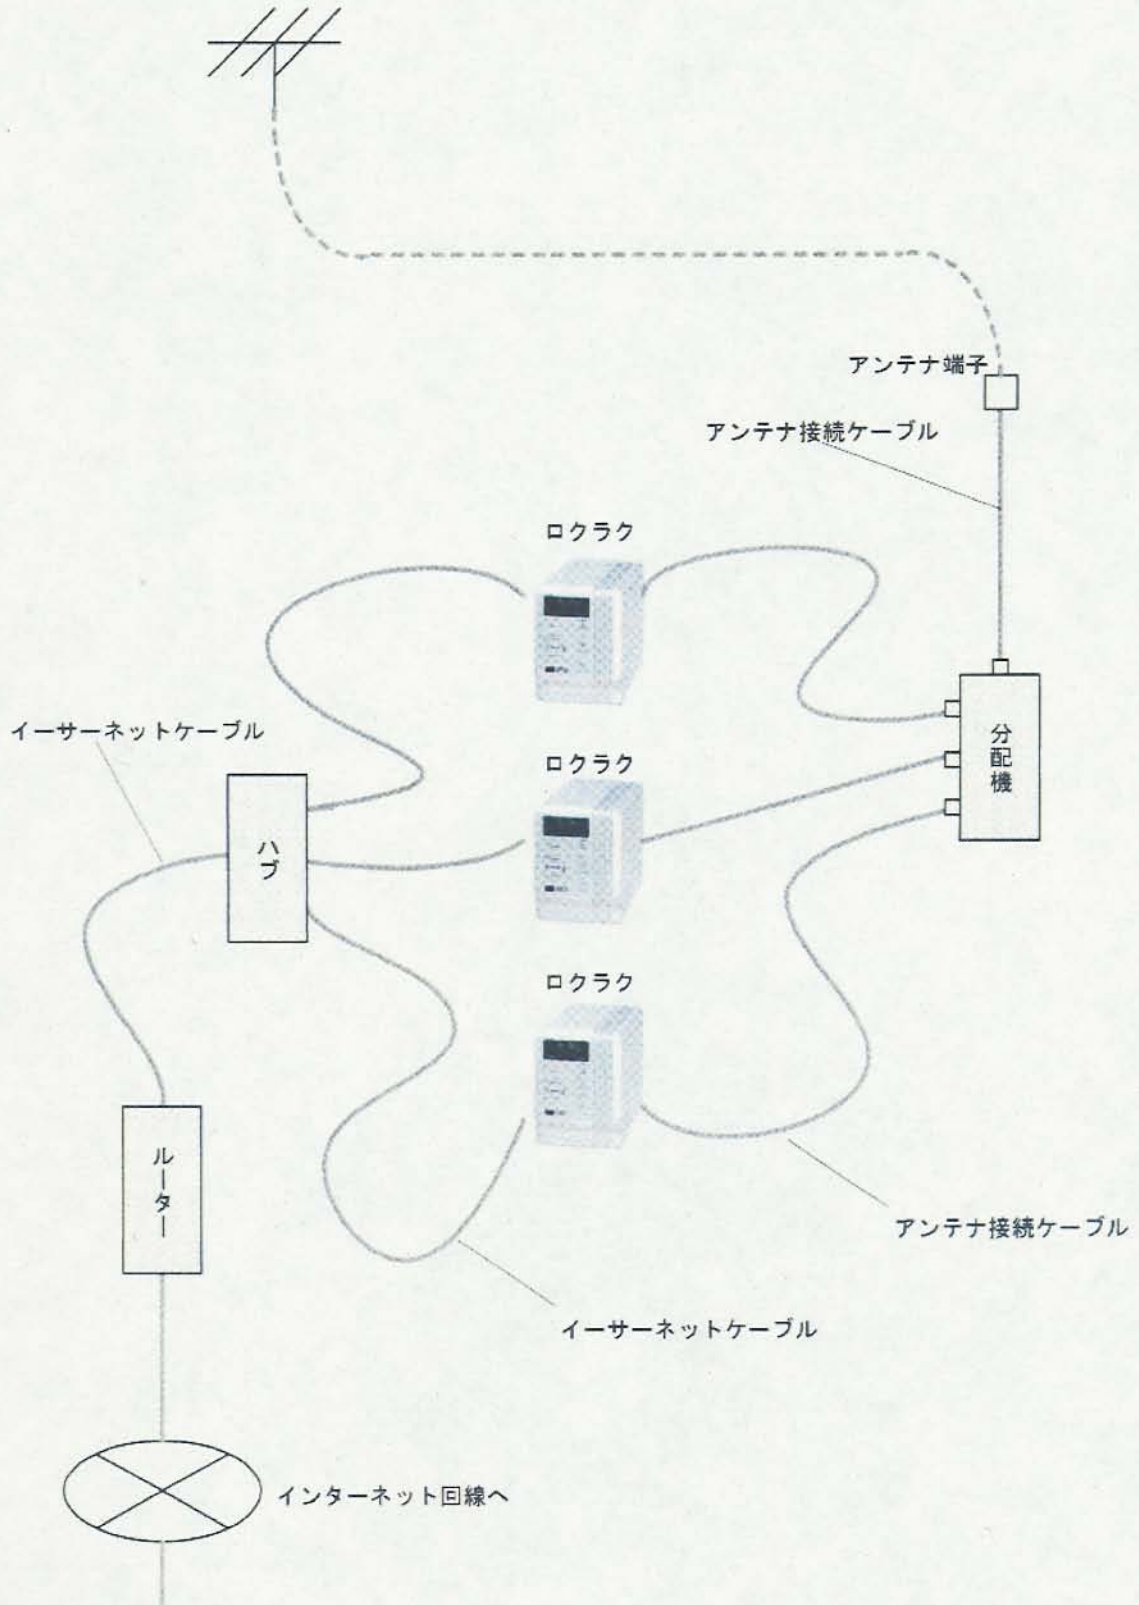 アンテナ端子
アンテナ接続ケーブル
ロクラク
イーサーネットケーブル
分配機
ロクラク
ハブ
ロクラク
ルーター
アンテナ接続ケーブル
イーサーネットケーブル
インターネット回線へ